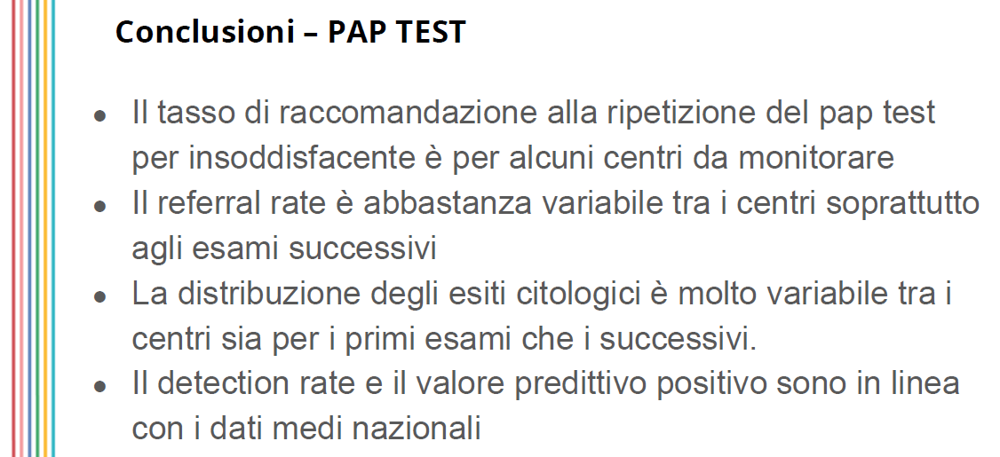 Conclusioni – PAP TEST
● Il tasso di raccomandazione alla ripetizione del pap test
per insoddisfacente è per alcuni centri da monitorare
● Il referral rate è abbastanza variabile tra i centri soprattutto
agli esami successivi
● La distribuzione degli esiti citologici è molto variabile tra i
centri sia per i primi esami che i successivi.
● Il detection rate e il valore predittivo positivo sono in linea
con i dati medi nazionali